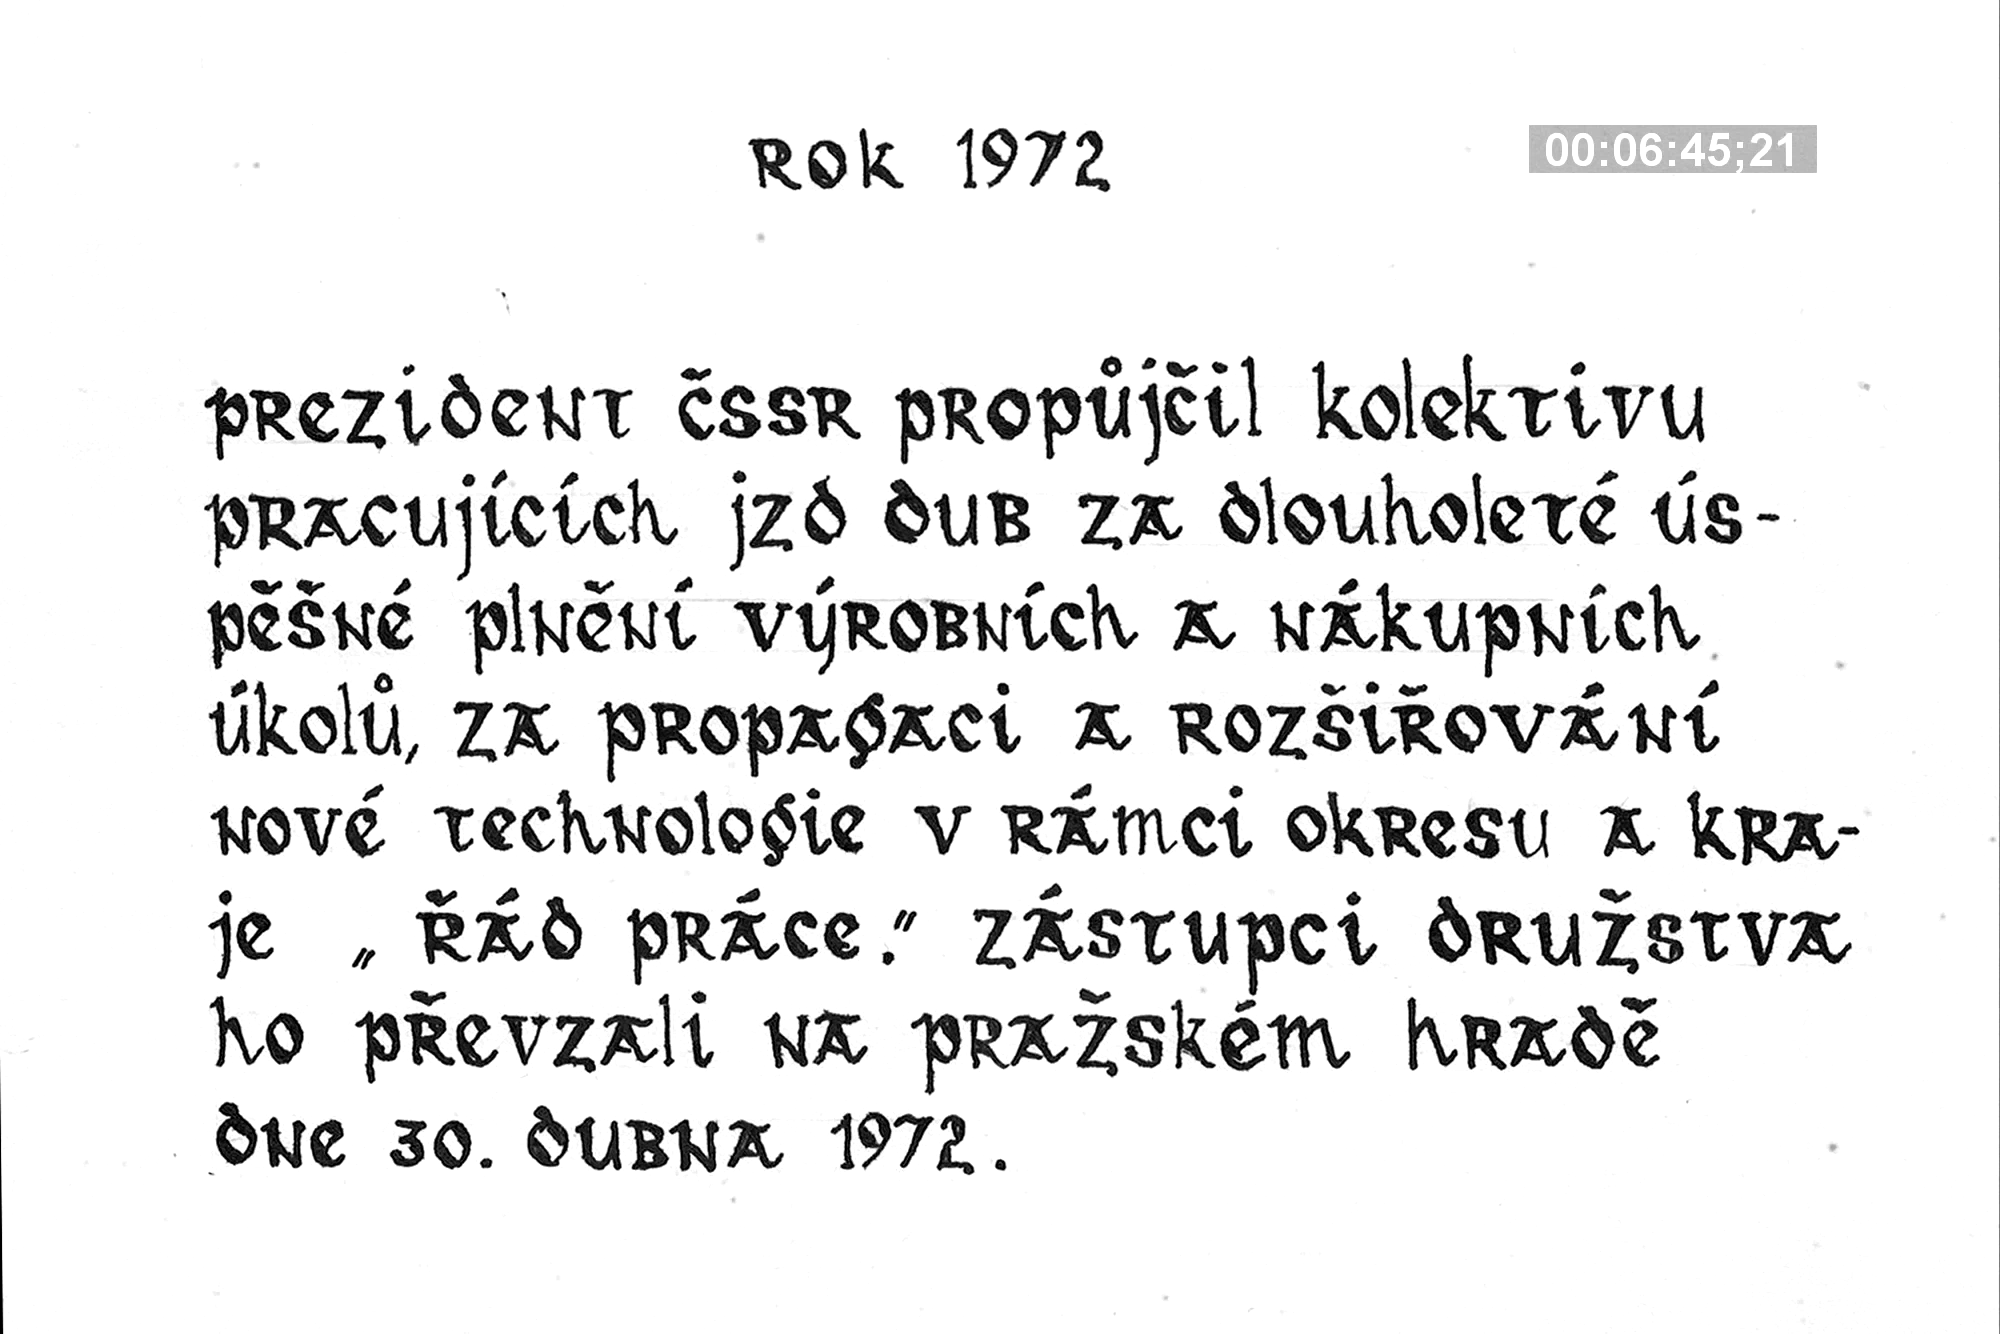 Rok 1972
00:06:45;21
prezident ČSSR propůjčil kolektivu
pracujících jzd dub za dlouholeté ús-
pěšné plnění výrobních a nákupních
úkolů, za propagaci a rozšiřování
nové technologie v rámci okresu a kra-
je „ řád práce." zástupci družstva
ho převzali na pražském hradě
dne 30. dubna 1972.